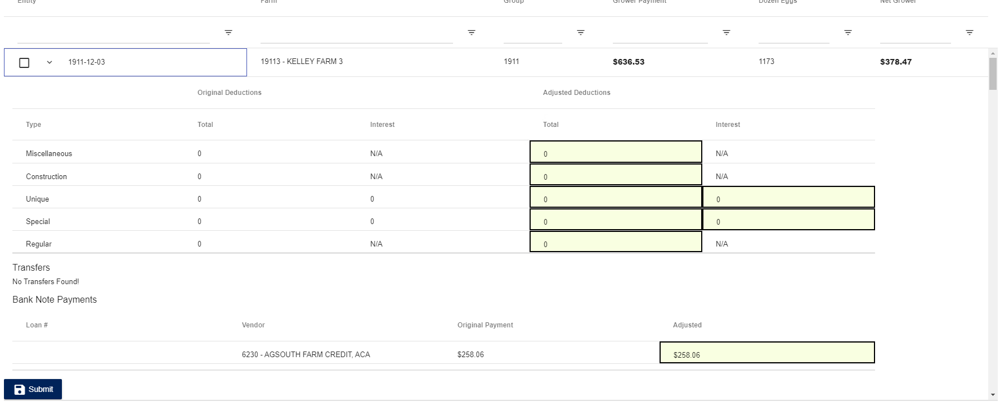 Entity Farm Group Grower Payment Dozen Eggs Net Grower
1911-12-03 19113 - KELLEY FARM 3 1911 $636.53 1173 $378.47
Original Deductions Adjusted Deductions
Type Total Interest Total Interest
Miscellaneous 0 N/A 0 N/A
Construction 0 N/A 0 N/A
Unique 0 0 0 0
Special 0 0 0 0
Regular 0 N/A 0 N/A
Transfers
No Transfers Found!
Bank Note Payments
Loan # Vendor Original Payment Adjusted
6230 - AGSOUTH FARM CREDIT, ACA $258.06 $258.06
Submit